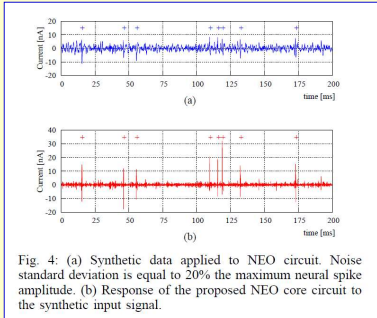 20
10
0
-10
-20
Current [nA]
0 25 50 75 100 125 150 175 200
time [ms]
(a)
40
30
20
10
0
-10
-20
Current [nA]
0 25 50 75 100 125 150 175 200
time [ms]
(b)
Fig. 4: (a) Synthetic data applied to NEO circuit. Noise
standard deviation is equal to 20% the maximum neural spike
amplitude. (b) Response of the proposed NEO core circuit to
the synthetic input signal.